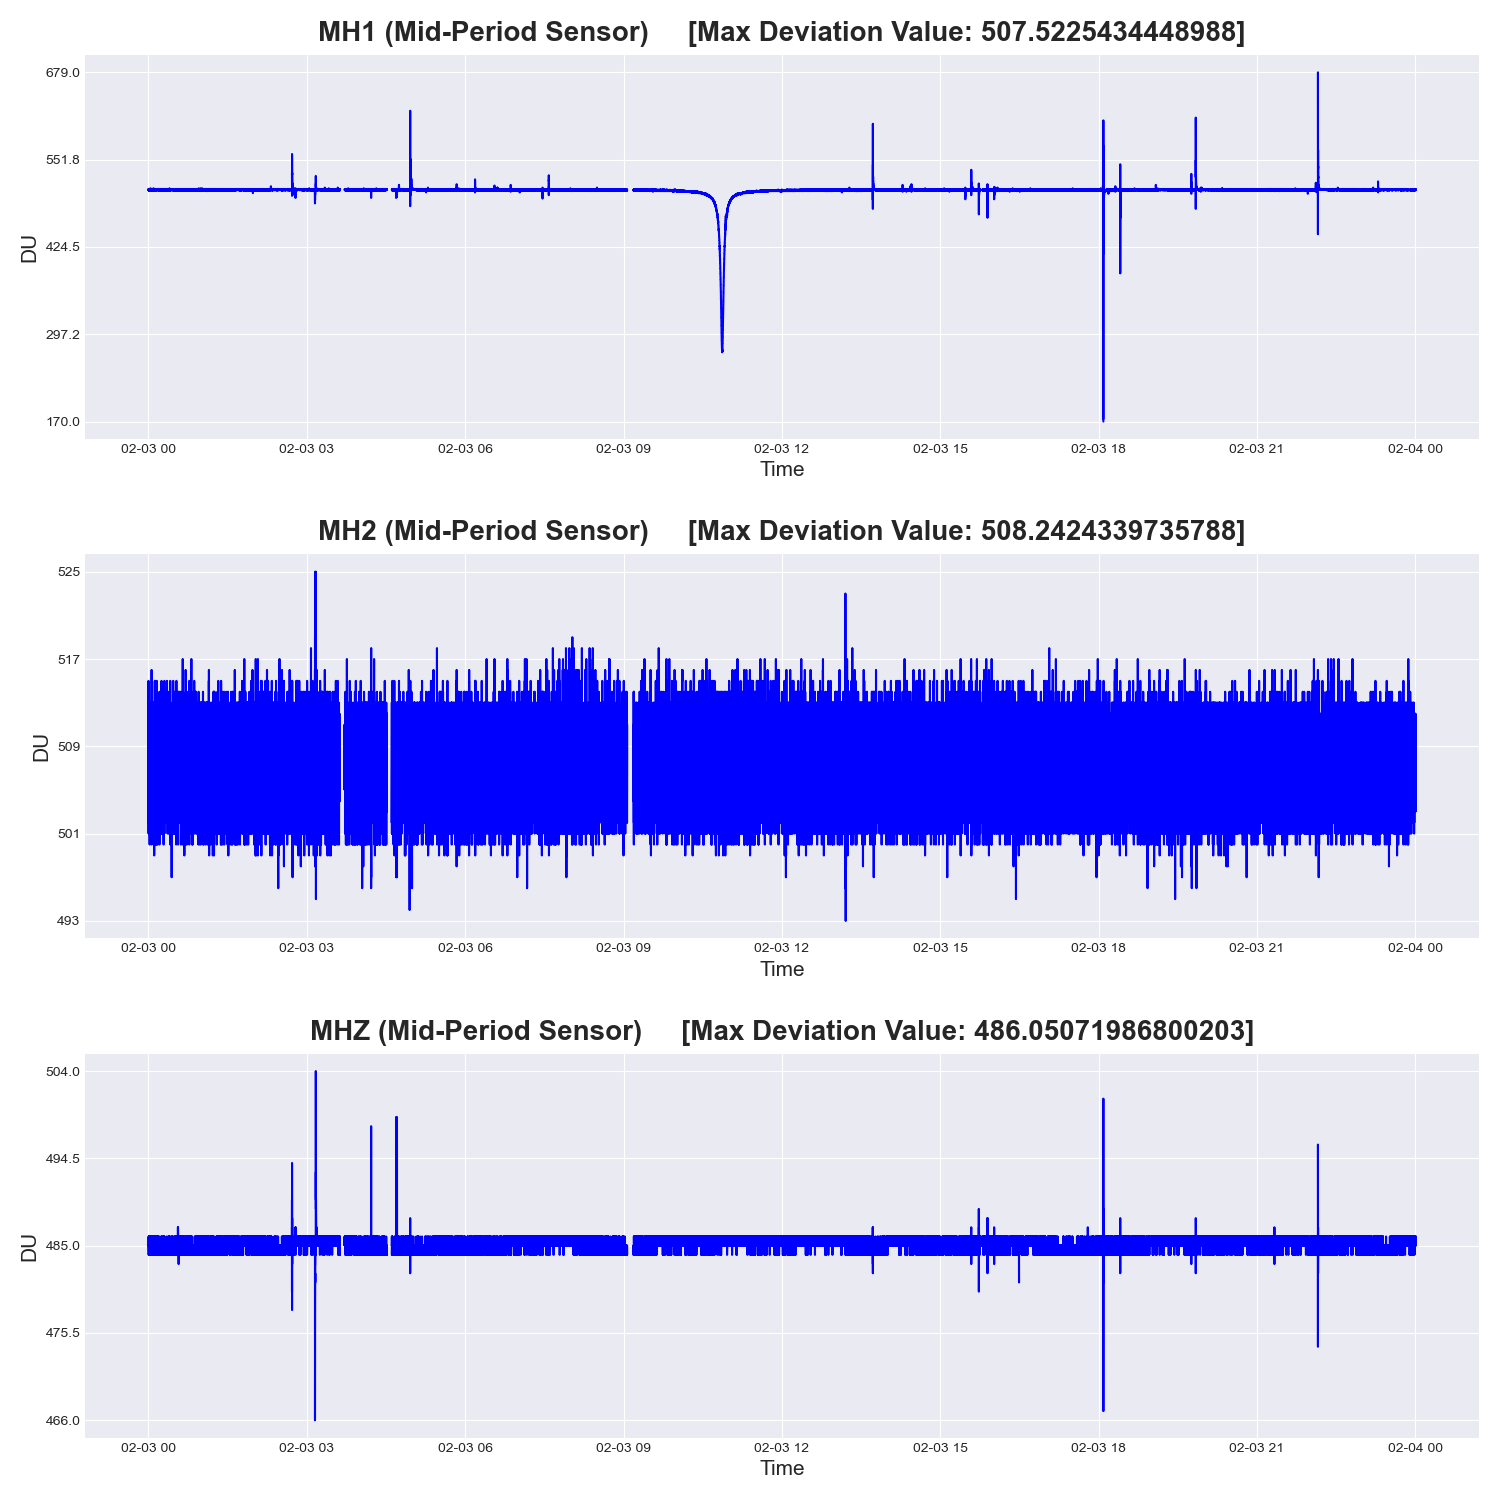 MH1 (Mid-Period Sensor) [Max Deviation Value: 507.5225434448988]
679.0
551.8
424.5
297.2
170.0
DU
02-03 00 02-03 03 02-03 06 02-03 09 02-03 12 02-03 15 02-03 18 02-03 21 02-04 00
Time
MH2 (Mid-Period Sensor) [Max Deviation Value: 508.2424339735788]
525
517
509
501
493
DU
02-03 00 02-03 03 02-03 06 02-03 09 02-03 12 02-03 15 02-03 18 02-03 21 02-04 00
Time
MHZ (Mid-Period Sensor) [Max Deviation Value: 486.05071986800203]
504.0
494.5
485.0
475.5
466.0
DU
02-03 00 02-03 03 02-03 06 02-03 09 02-03 12 02-03 15 02-03 18 02-03 21 02-04 00
Time